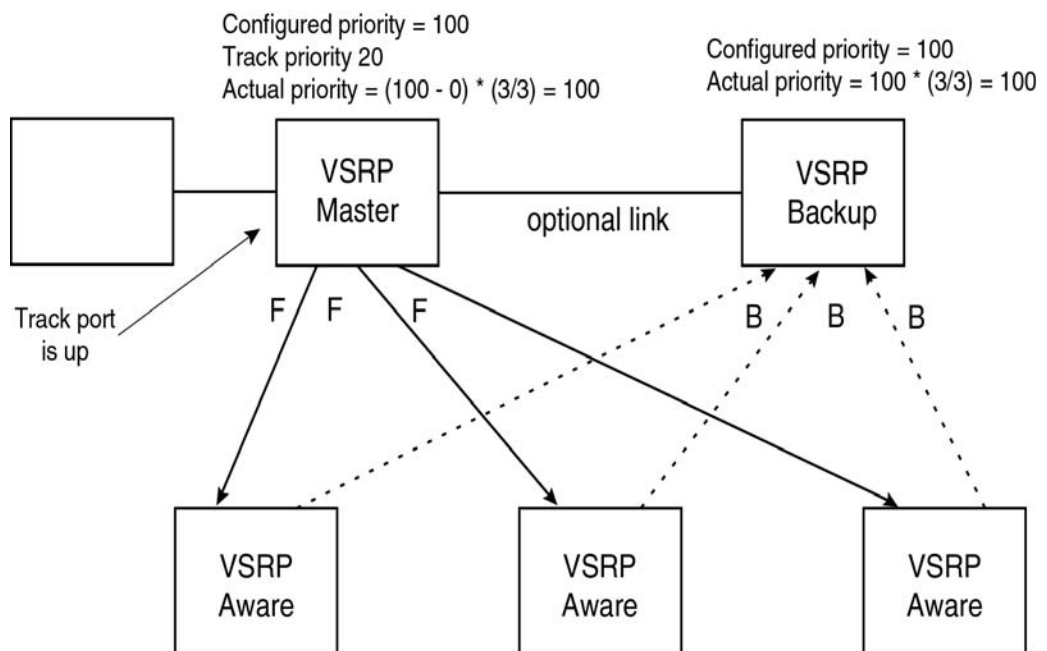 Configured priority = 100
Track priority 20
Actual priority = (100 - 0) * (3/3) = 100
Configured priority = 100
Actual priority = 100 * (3/3) = 100
VSRP
Master
optional link
VSRP
Backup
Track port
is up
F
F
F
B
B
B
VSRP
Aware
VSRP
Aware
VSRP
Aware